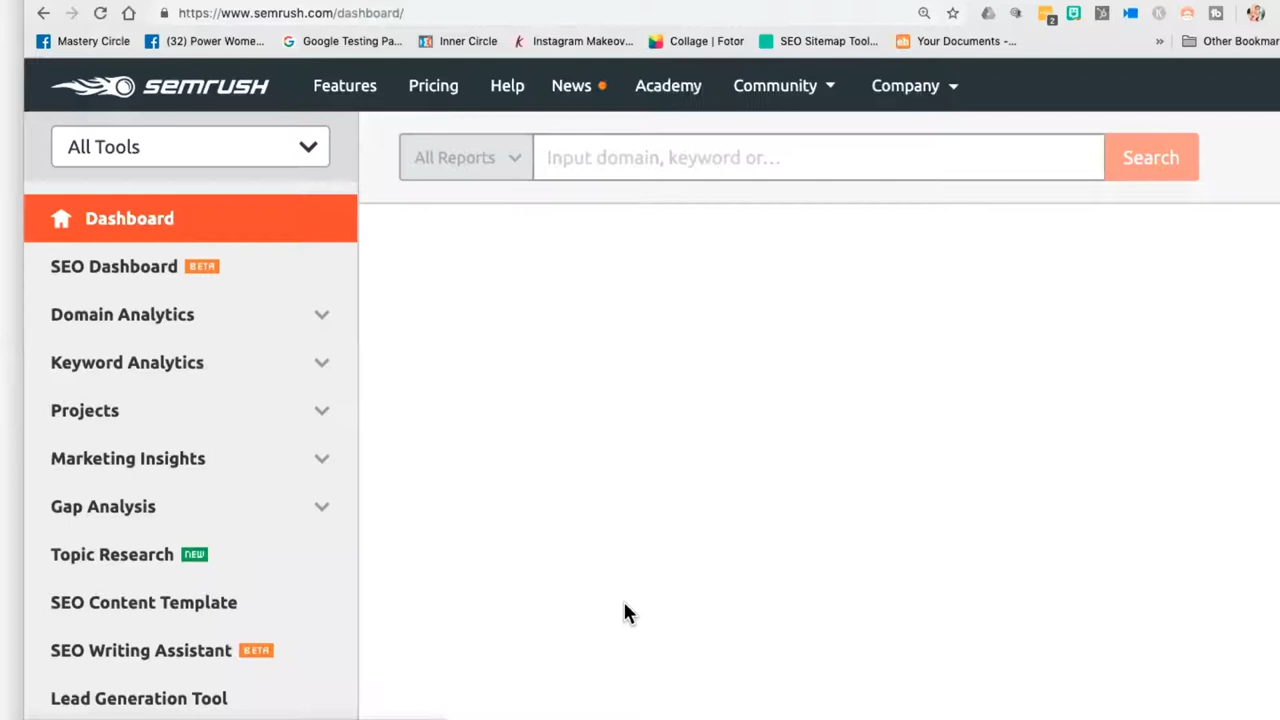 https://www.semrush.com/dashboard/
2
Mastery Circle
(32) Power Wome...
Google Testing Pa...
Inner Circle
Instagram Makeov...
Collage | Fotor
SEO Sitemap Tool...
Your Documents -...
»
Other Bookmar
SEMRUSH
Features
Pricing
Help
News
Academy
Community
Company
All Tools
All Reports
Input domain, keyword or...
Search
Dashboard
SEO Dashboard BETA
Domain Analytics
Keyword Analytics
Projects
Marketing Insights
Gap Analysis
Topic Research NEW
SEO Content Template
SEO Writing Assistant BETA
Lead Generation Tool